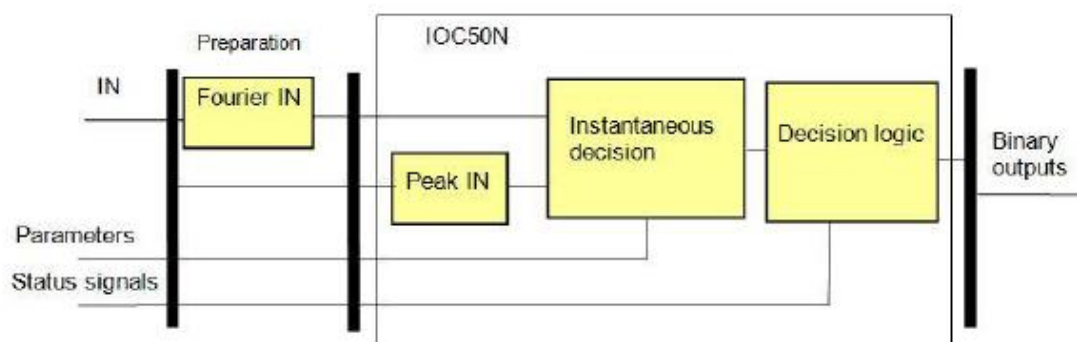 IOC50N
Preparation
IN
Fourier IN
Instantaneous
decision
Decision logic
Binary
outputs
Peak IN
Parameters
Status signals